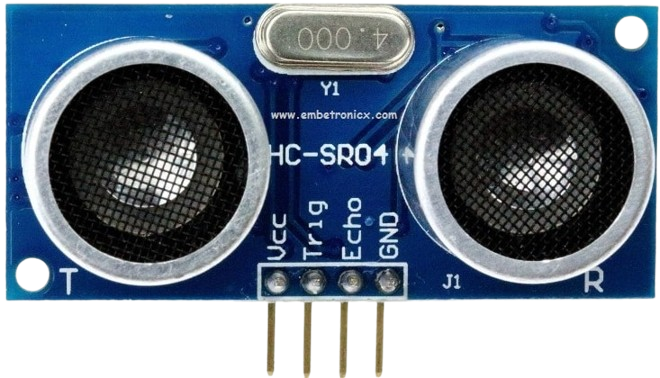 4.000
Y1
www.embetronicx.com
HC-SR04
Vcc
Trig
Echo
GND
T
J1
R